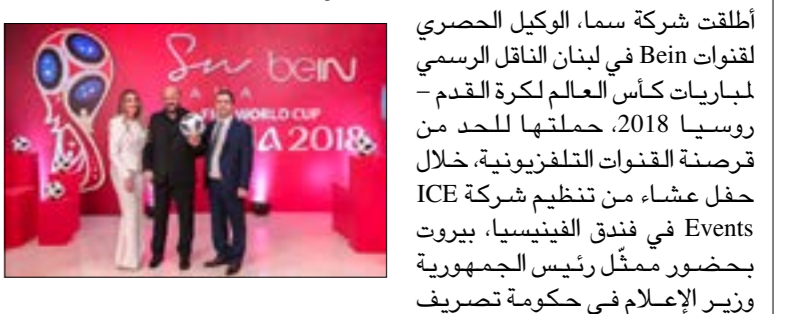 أطلقت شركة سما، الوكيل الحصري
لقنوات Bein في لبنان الناقل الرسمي
لمباريات كأس العالم لكرة القدم –
روسيا 2018، حملتها للحد من
قرصنة القنوات التلفزيونية، خلال
حفل عشاء من تنظيم شركة ICE
Events في فندق الفينيسيا، بيروت
بحضور ممثّل رئيس الجمهورية
وزير الإعلام في حكومة تصريف
beIN
WORLD CUP
A 2018